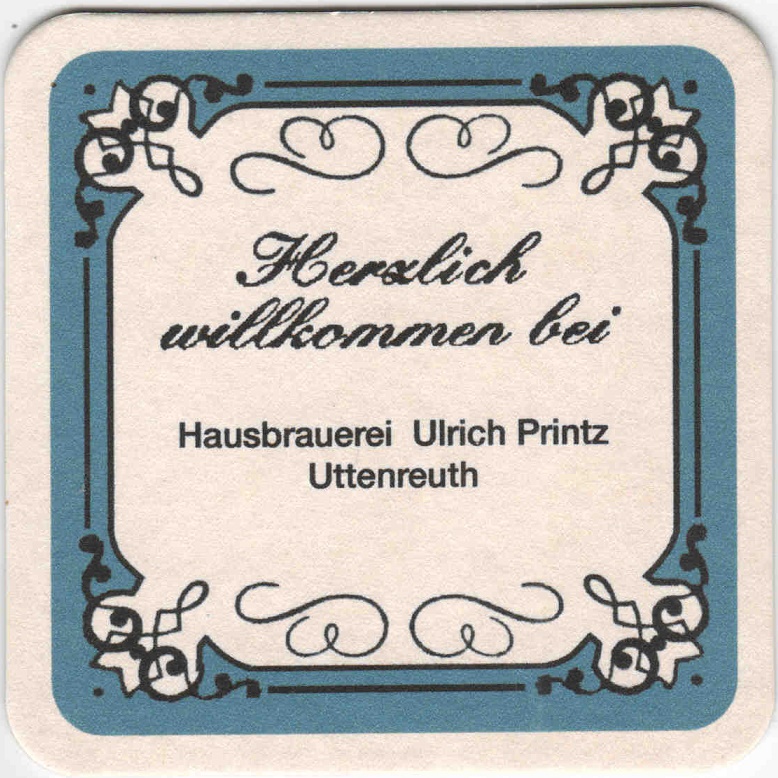 Herzlich
willkommen bei
Hausbrauerei Ulrich Printz
Uttenreuth